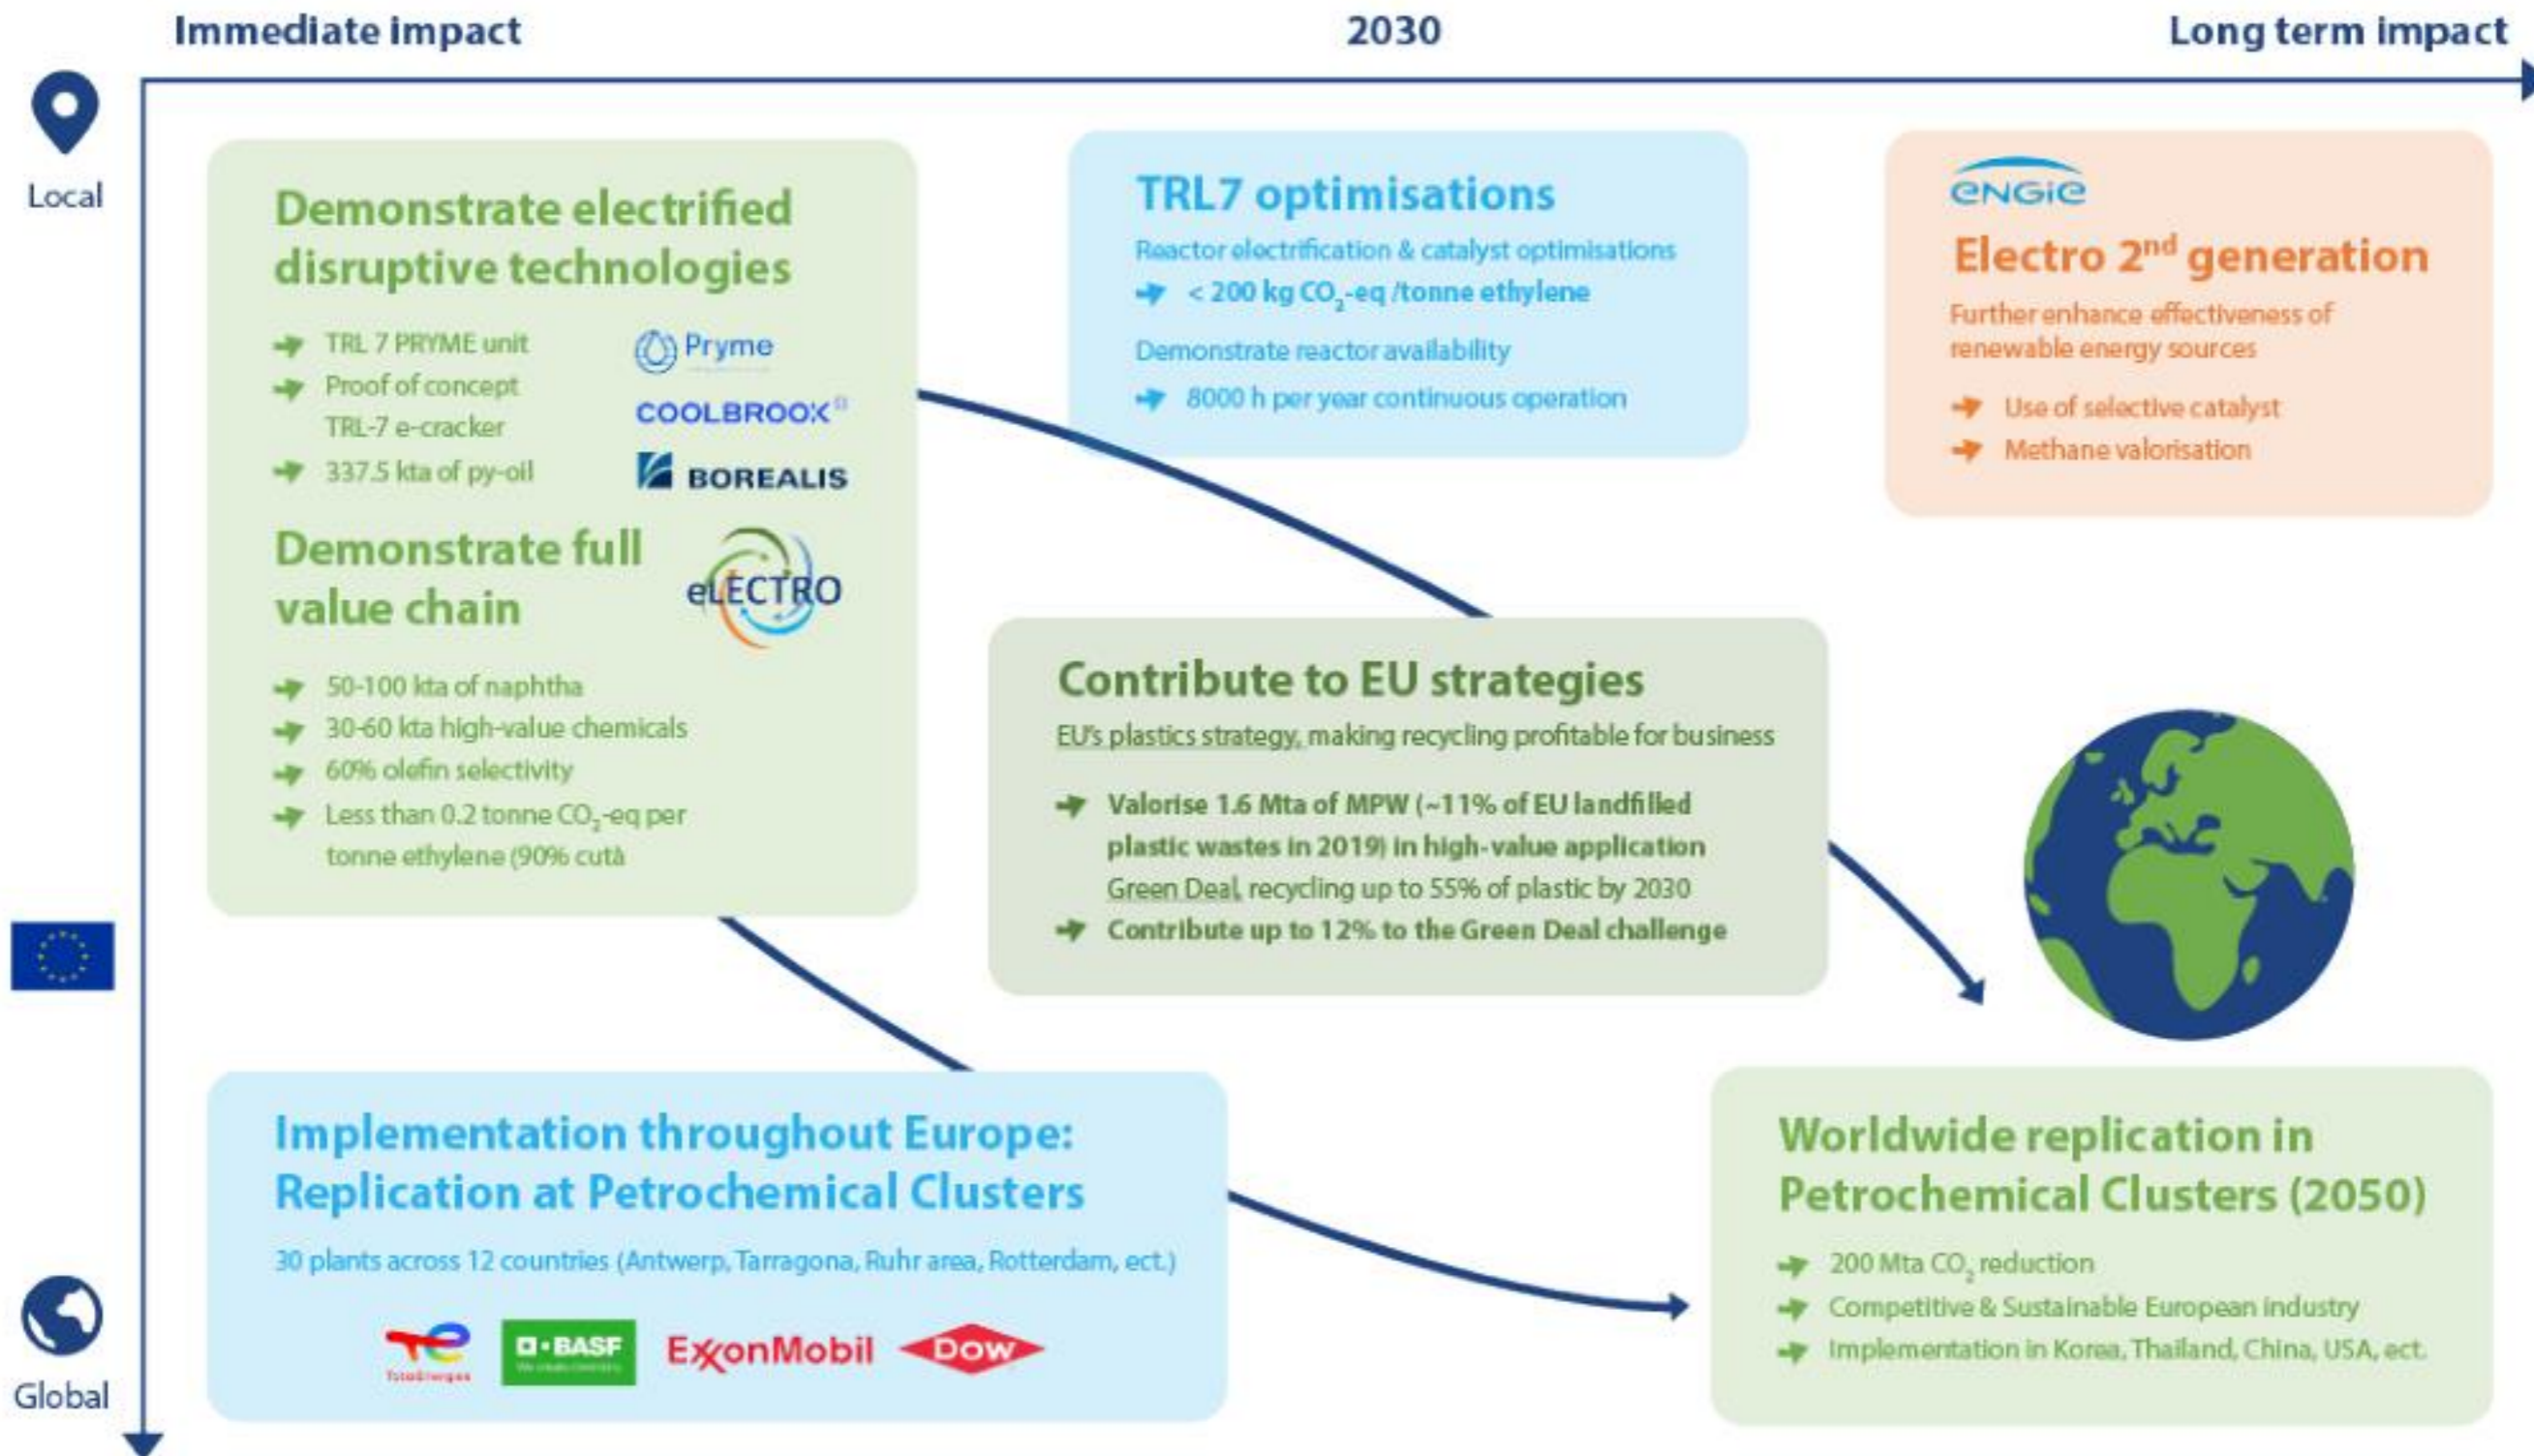 Immediate impact
2030
Long term impact
Local
Global
Demonstrate electrified
disruptive technologies
TRL 7 PRYME unit
Proof of concept
TRL-7 e-cracker
337.5 kta of py-oil
Pryme
COOLBROOK
BOREALIS
Demonstrate full
value chain
eLECTRO
50-100 kta of naphtha
30-60 kta high-value chemicals
60% olefin selectivity
Less than 0.2 tonne CO₂-eq per
tonne ethylene (90% cutà
TRL7 optimisations
Reactor electrification & catalyst optimisations
< 200 kg CO₂-eq /tonne ethylene
Demonstrate reactor availability
8000 h per year continuous operation
ENGIE
Electro 2nd generation
Further enhance effectiveness of
renewable energy sources
Use of selective catalyst
Methane valorisation
Contribute to EU strategies
EU's plastics strategy, making recycling profitable for business
Valorise 1.6 Mta of MPW (~11% of EU landfilled
plastic wastes in 2019) in high-value application
Green Deal, recycling up to 55% of plastic by 2030
Contribute up to 12% to the Green Deal challenge
Implementation throughout Europe:
Replication at Petrochemical Clusters
30 plants across 12 countries (Antwerp, Tarragona, Ruhr area, Rotterdam, ect.)
TotalEnergies
BASF
We create chemistry
ExxonMobil
Dow
Worldwide replication in
Petrochemical Clusters (2050)
200 Mta CO₂ reduction
Competitive & Sustainable European industry
Implementation in Korea, Thailand, China, USA, ect.